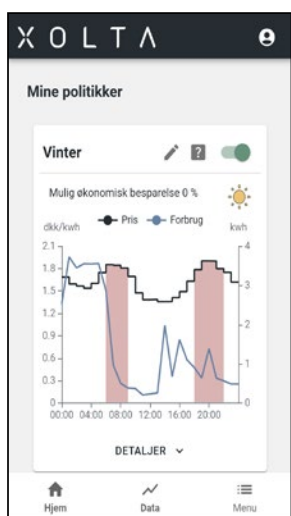 XOLTA
Mine politikker
Vinter
?
Mulig økonomisk besparelse 0 %
Pris Forbrug
dkk/kwh kwh
2.1 4
1.8
1.5 3
1.2
0.9 2
0.6 1
0.3
0 0
00:00 04:00 08:00 12:00 16:00 20:00
DETALJER
Hjem Data Menu